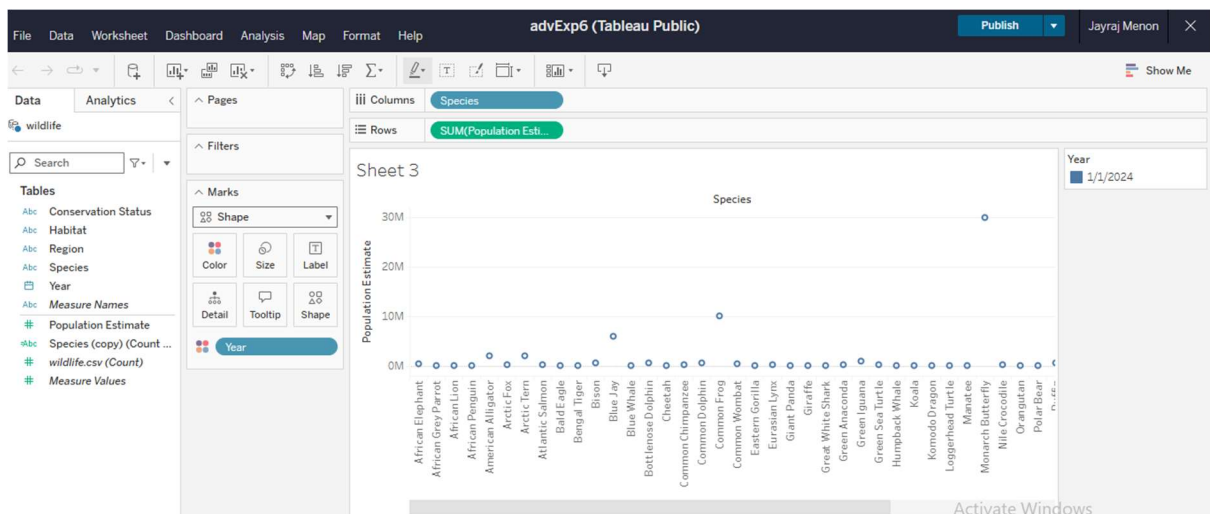 advExp6 (Tableau Public)
Publish
Jayraj Menon
File Data Worksheet Dashboard Analysis Map Format Help
Show Me
Data Analytics
wildlife
Search
Tables
Abc Conservation Status
Abc Habitat
Abc Region
Abc Species
Year
Abc Measure Names
# Population Estimate
=Abc Species (copy) (Count ...
# wildlife.csv (Count)
# Measure Values
Pages
Filters
Marks
Shape
Color Size Label
Detail Tooltip Shape
Year
iii Columns Species
Rows SUM(Population Esti...
Sheet 3
Species
Population Estimate
30M
20M
10M
0M
African Elephant
African Grey Parrot
African Lion
African Penguin
American Alligator
Arctic Fox
Arctic Tern
Atlantic Salmon
Bald Eagle
Bengal Tiger
Bison
Blue Jay
Blue Whale
Bottlenose Dolphin
Cheetah
Common Chimpanzee
Common Dolphin
Common Frog
Common Wombat
Eastern Gorilla
Eurasian Lynx
Giant Panda
Giraffe
Great White Shark
Green Anaconda
Green Iguana
Green Sea Turtle
Humpback Whale
Koala
Komodo Dragon
Loggerhead Turtle
Manatee
Monarch Butterfly
Nile Crocodile
Orangutan
Polar Bear
Year
1/1/2024
Activate Windows